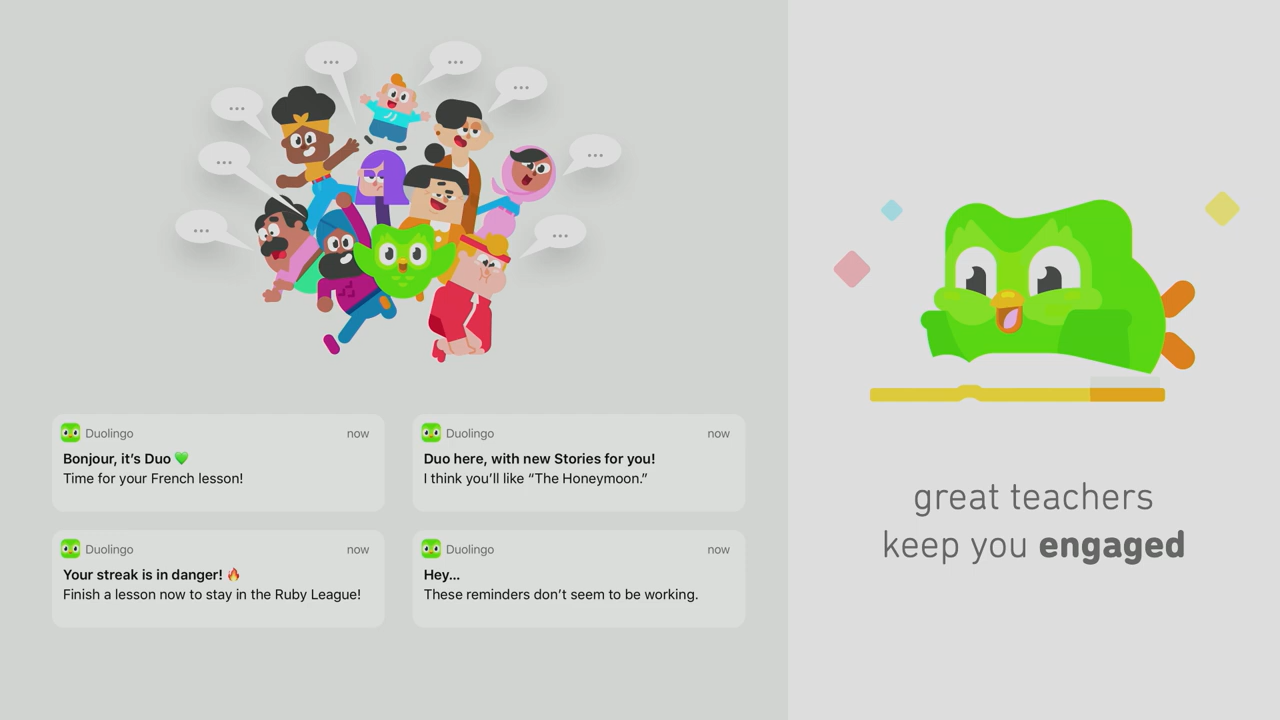 Duolingo now
Bonjour, it’s Duo 💚
Time for your French lesson!
Duolingo now
Duo here, with new Stories for you!
I think you’ll like “The Honeymoon.”
Duolingo now
Your streak is in danger! 🔥
Finish a lesson now to stay in the Ruby League!
Duolingo now
Hey...
These reminders don’t seem to be working.
great teachers
keep you engaged